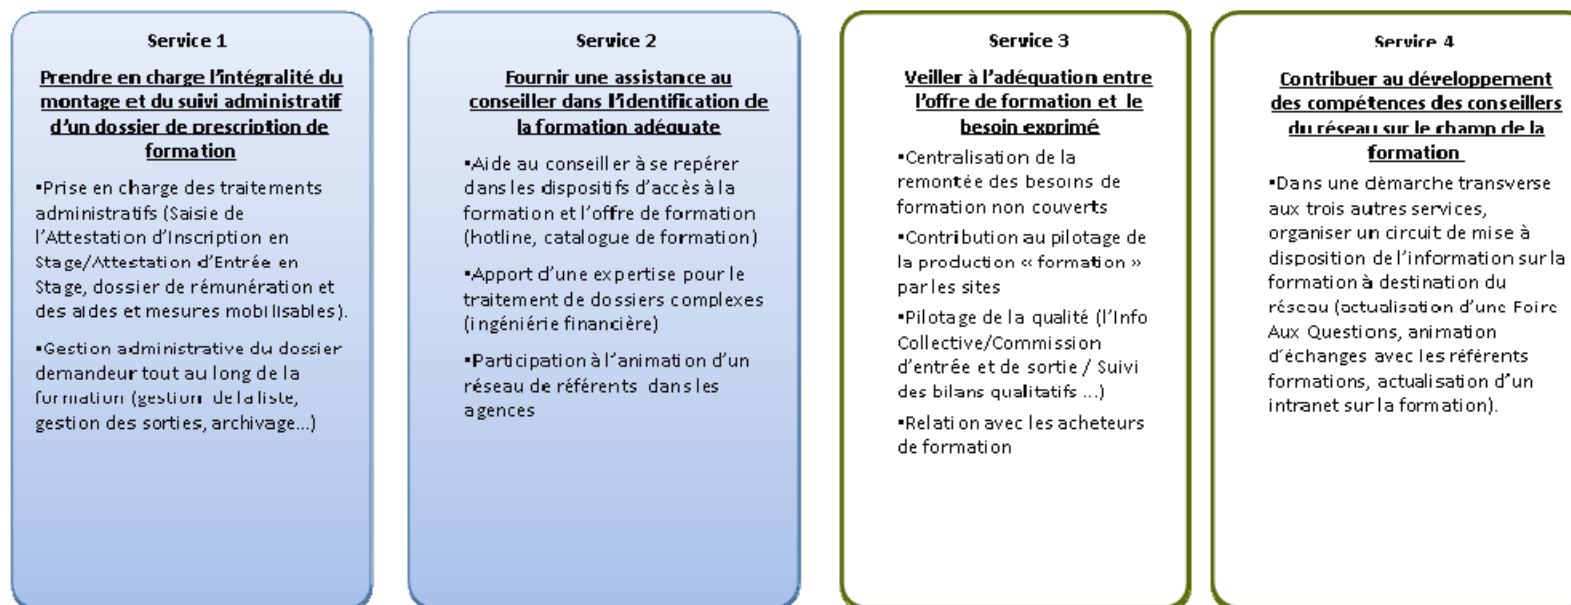 Service 1
Prendre en charge l'intégralité du
montage et du suivi administratif
d'un dossier de prescription de
formation
▪Prise en charge des traitements
administratifs (Saisie de
l'Attestation d'Inscription en
Stage/Attestation d'Entrée en
Stage, dossier de rémunération et
des aides et mesures mobilisables).
▪Gestion administrative du dossier
demandeur tout au long de la
formation (gestion de la liste,
gestion des sorties, archivage...)
Service 2
Fournir une assistance au
conseiller dans l'identification de
la formation adéquate
▪Aide au conseiller à se repérer
dans les dispositifs d'accès à la
formation et l'offre de formation
(hotline, catalogue de formation)
▪Apport d'une expertise pour le
traitement de dossiers complexes
(ingéniérie financière)
▪Participation à l'animation d'un
réseau de référents dans les
agences
Service 3
Veiller à l'adéquation entre
l'offre de formation et le
besoin exprimé
▪Centralisation de la
remontée des besoins de
formation non couverts
▪Contribution au pilotage de
la production « formation »
par les sites
▪Pilotage de la qualité (l'Info
Collective/Commission
d'entrée et de sortie / Suivi
des bilans qualitatifs ...)
▪Relation avec les acheteurs
de formation
Service 4
Contribuer au développement
des compétences des conseillers
du réseau sur le champ de la
formation
▪Dans une démarche transverse
aux trois autres services,
organiser un circuit de mise à
disposition de l'information sur la
formation à destination du
réseau (actualisation d'une Foire
Aux Questions, animation
d'échanges avec les référents
formations, actualisation d'un
intranet sur la formation).